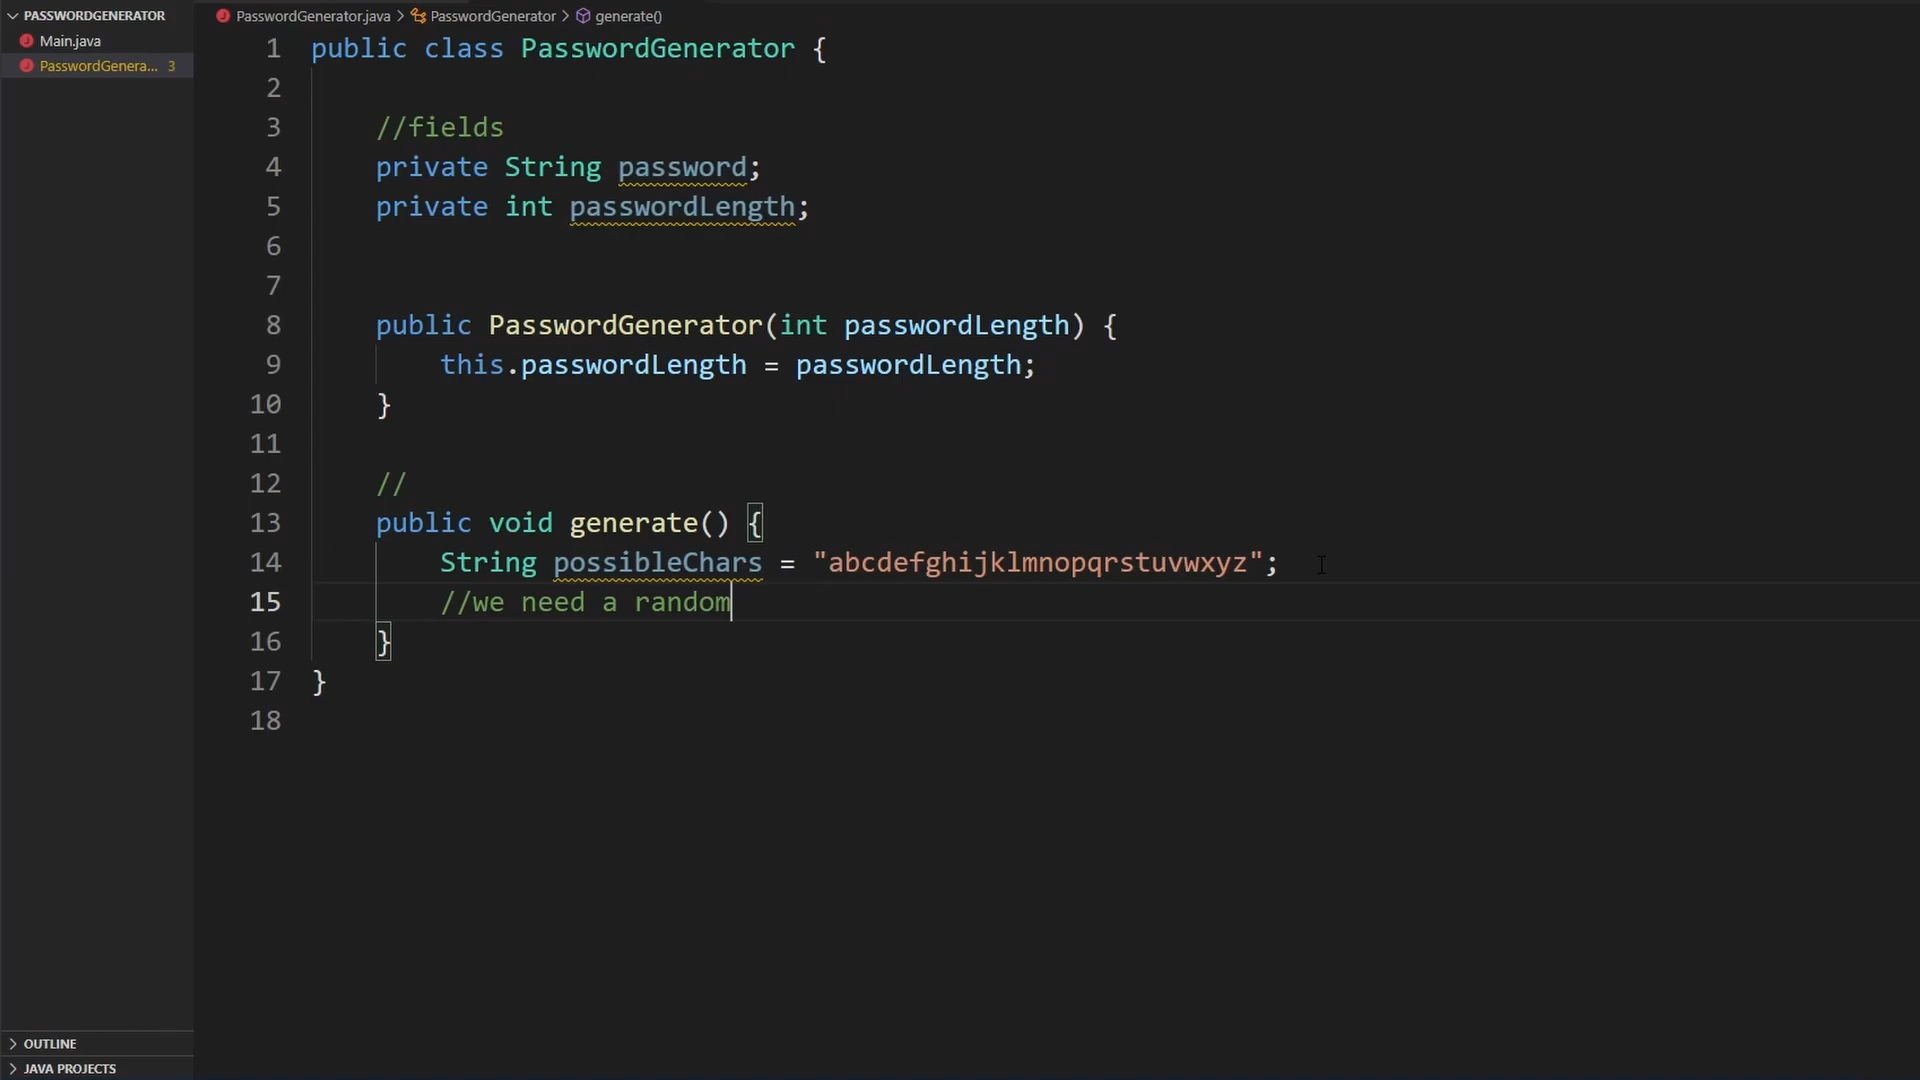 PASSWORDGENERATOR
Main.java
PasswordGenera... 3
PasswordGenerator.java > PasswordGenerator > generate()
1 public class PasswordGenerator {
2
3 //fields
4 private String password;
5 private int passwordLength;
6
7
8 public PasswordGenerator(int passwordLength) {
9 this.passwordLength = passwordLength;
10 }
11
12 //
13 public void generate() {
14 String possibleChars = "abcdefghijklmnopqrstuvwxyz";
15 //we need a random
16 }
17 }
18
OUTLINE
JAVA PROJECTS